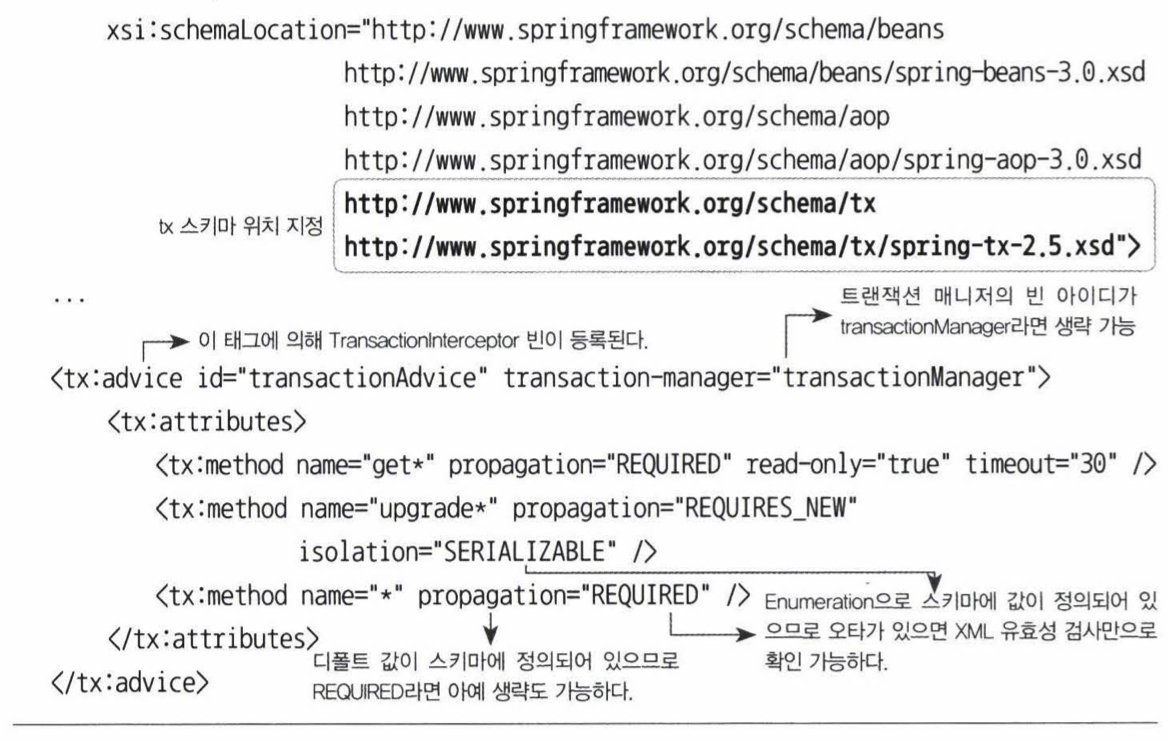 xsi:schemaLocation="http://www.springframework.org/schema/beans
http://www.springframework.org/schema/beans/spring-beans-3.0.xsd
http://www.springframework.org/schema/aop
http://www.springframework.org/schema/aop/spring-aop-3.0.xsd
tx 스키마 위치 지정
http://www.springframework.org/schema/tx
http://www.springframework.org/schema/tx/spring-tx-2.5.xsd">
...
트랜잭션 매니저의 빈 아이디가
transactionManager라면 생략 가능
이 태그에 의해 TransactionInterceptor 빈이 등록된다.
<tx:advice id="transactionAdvice" transaction-manager="transactionManager">
<tx:attributes>
<tx:method name="get*" propagation="REQUIRED" read-only="true" timeout="30" />
<tx:method name="upgrade*" propagation="REQUIRES_NEW"
isolation="SERIALIZABLE" />
<tx:method name="*" propagation="REQUIRED" />
Enumeration으로 스키마에 값이 정의되어 있
으므로 오타가 있으면 XML 유효성 검사만으로
확인 가능하다.
</tx:attributes>
디폴트 값이 스키마에 정의되어 있으므로
REQUIRED라면 아예 생략도 가능하다.
</tx:advice>